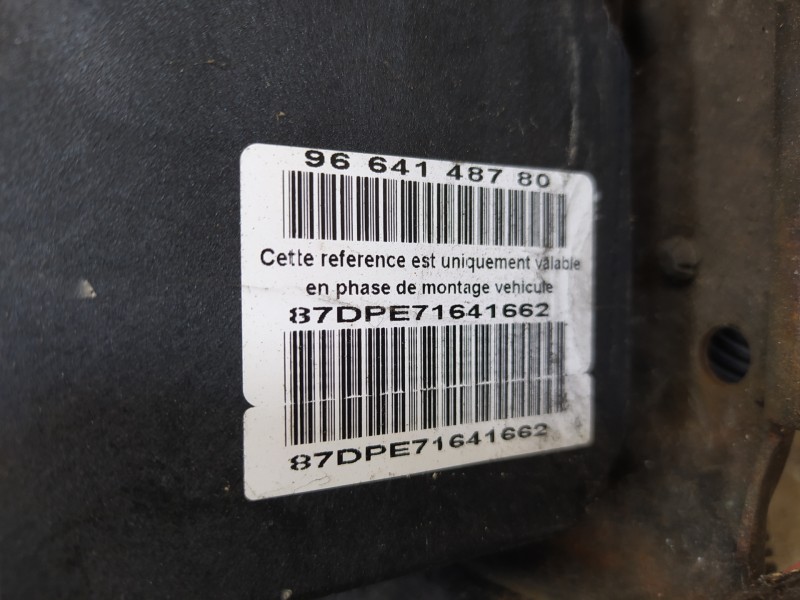 96 641 487 80
Cette reference est uniquement valable
en phase de montage vehicule
87DPE71641662
87DPE71641662